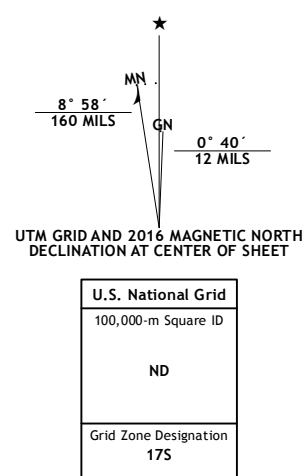 MN
GN
8° 58´
160 MILS
0° 40´
12 MILS
UTM GRID AND 2016 MAGNETIC NORTH
DECLINATION AT CENTER OF SHEET
U.S. National Grid
100,000-m Square ID
ND
Grid Zone Designation
17S